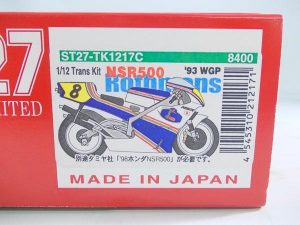 ST27-TK1217C 8400
1/12 Trans Kit NSR500 '93 WGP
Rothmans
27
LIMITED
8
4 545310 212171
別途タミヤ社「'98ホンダNSR500」が必要です。
MADE IN JAPAN